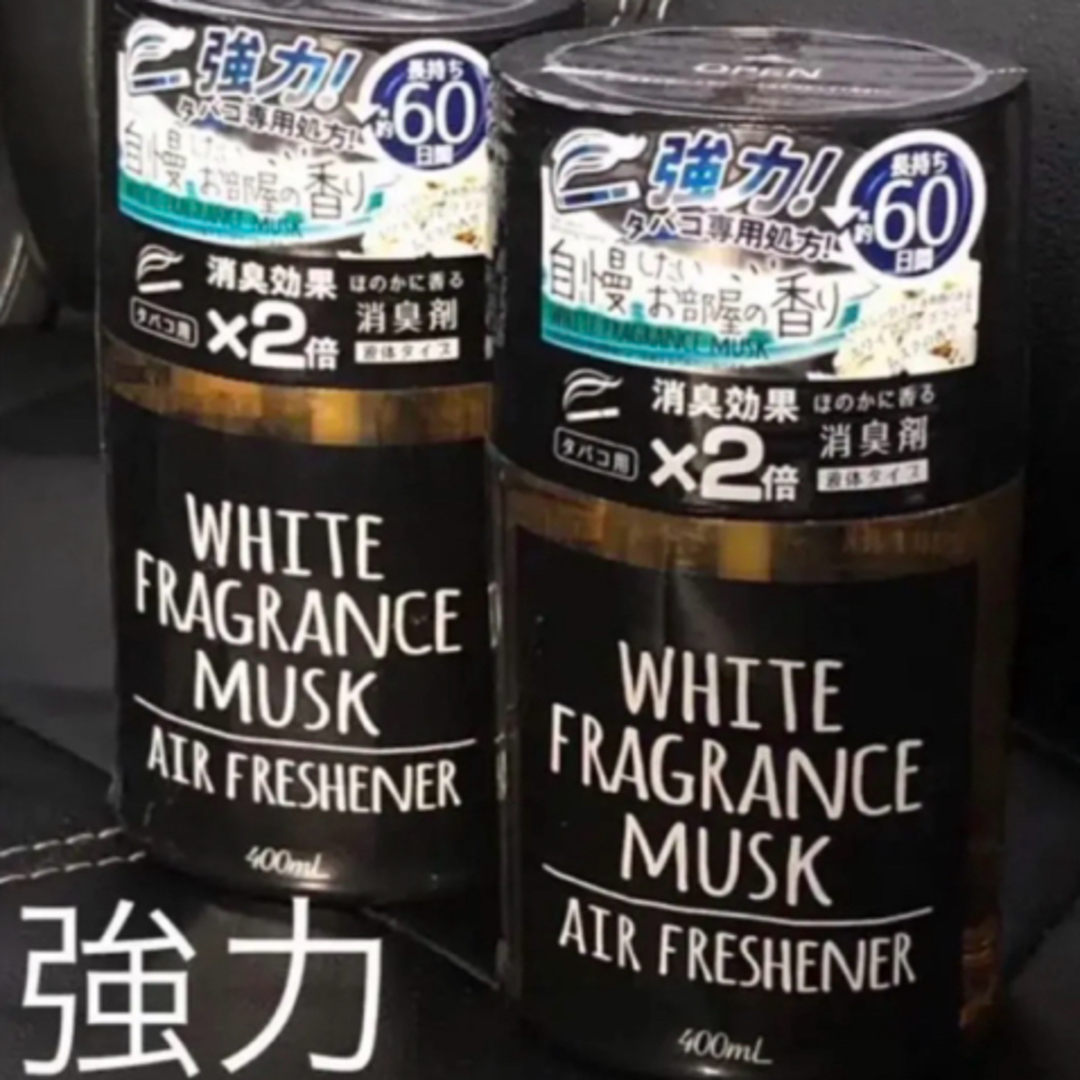 強力!
タバコ専用処方!
長持ち
約60
日間
自慢したい
お部屋の香り
WHITE FRAGRANCE MUSK
消臭効果
×2倍
タバコ用
ほのかに香る
消臭剤
液体タイプ
WHITE
FRAGRANCE
MUSK
AIR FRESHENER
400mL
OPEN
強力!
タバコ専用処方!
長持ち
約60
日間
自慢したい
お部屋の香り
WHITE FRAGRANCE MUSK
消臭効果
×2倍
タバコ用
ほのかに香る
消臭剤
液体タイプ
WHITE
FRAGRANCE
MUSK
AIR FRESHENER
400mL
強力